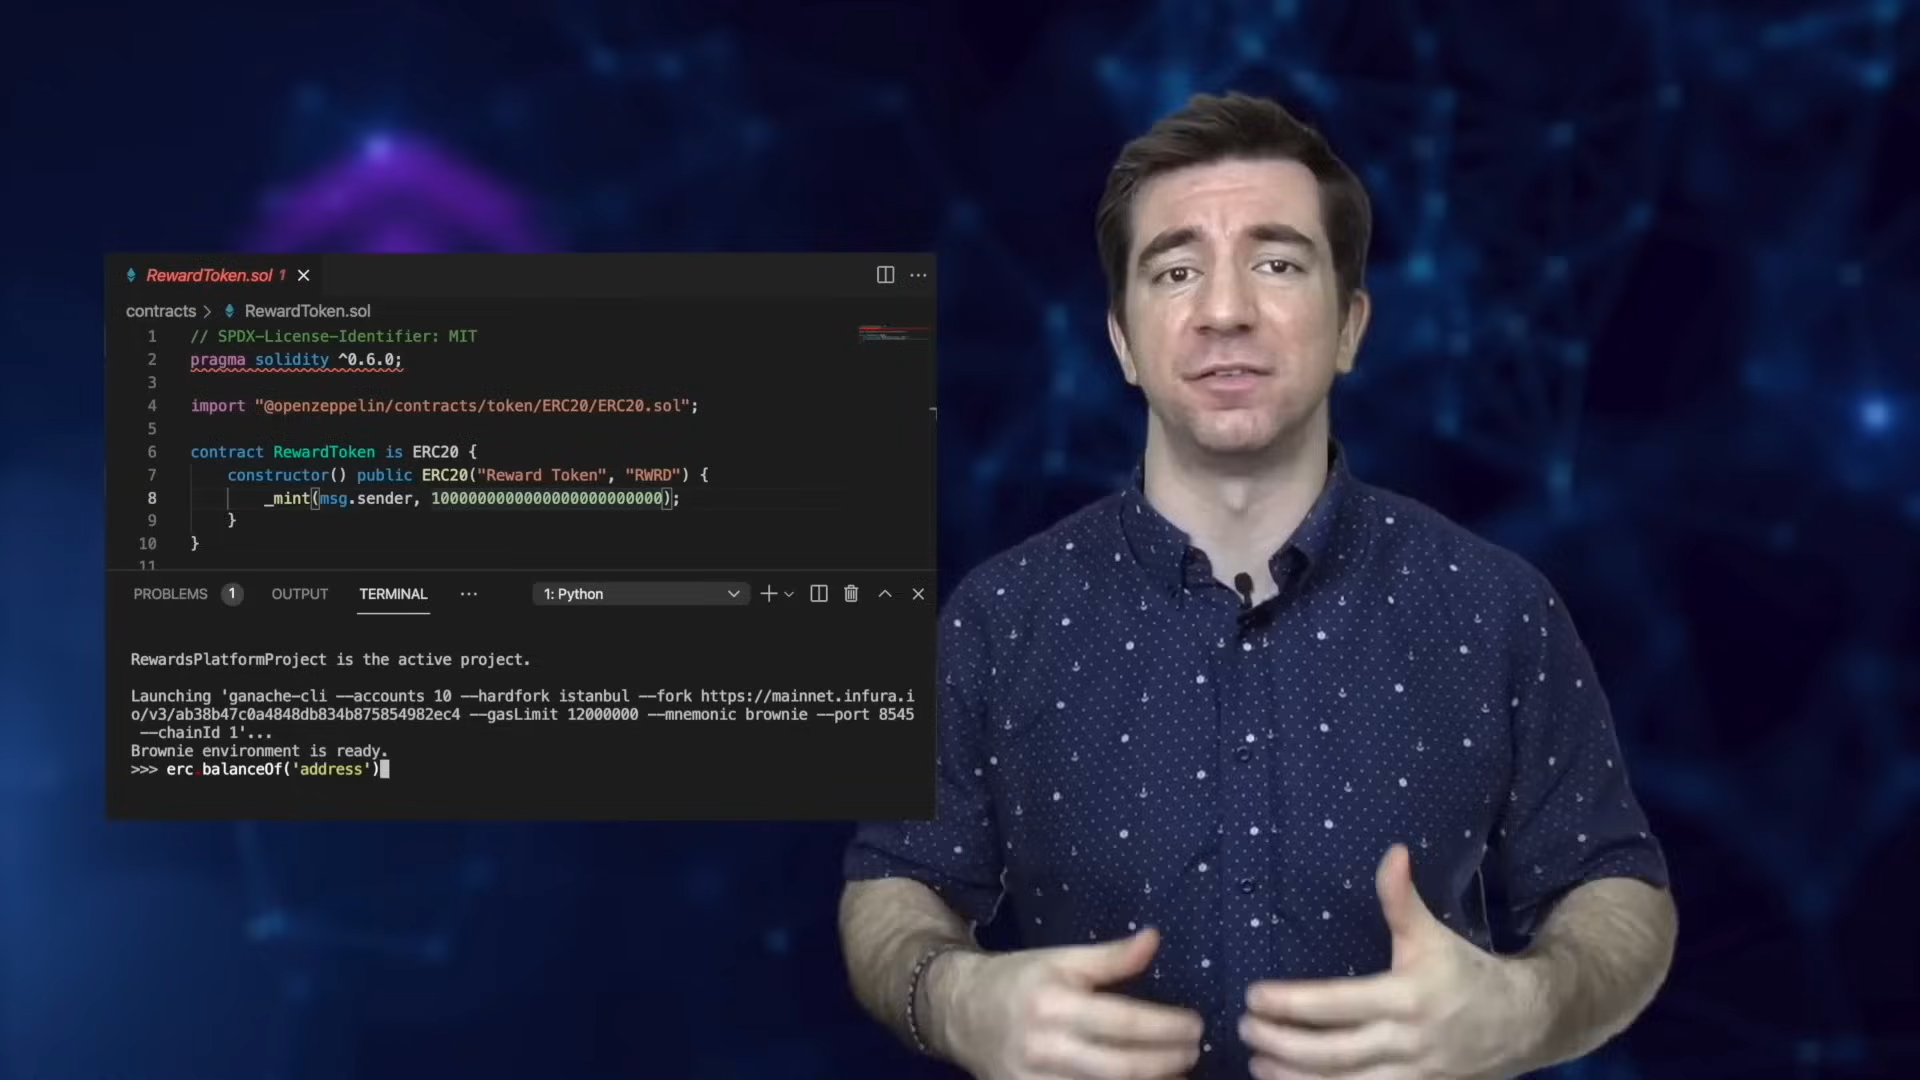 RewardToken.sol 1
contracts > RewardToken.sol
1 // SPDX-License-Identifier: MIT
2 pragma solidity ^0.6.0;
3
4 import "@openzeppelin/contracts/token/ERC20/ERC20.sol";
5
6 contract RewardToken is ERC20 {
7 constructor() public ERC20("Reward Token", "RWRD") {
8 _mint(msg.sender, 1000000000000000000000000);
9 }
10 }
11
PROBLEMS 1 OUTPUT TERMINAL ··· 1: Python
RewardsPlatformProject is the active project.
Launching 'ganache-cli --accounts 10 --hardfork istanbul --fork https://mainnet.infura.i
o/v3/ab38b47c0a4848db834b875854982ec4 --gasLimit 12000000 --mnemonic brownie --port 8545
--chainId 1'...
Brownie environment is ready.
>>> erc.balanceOf('address')